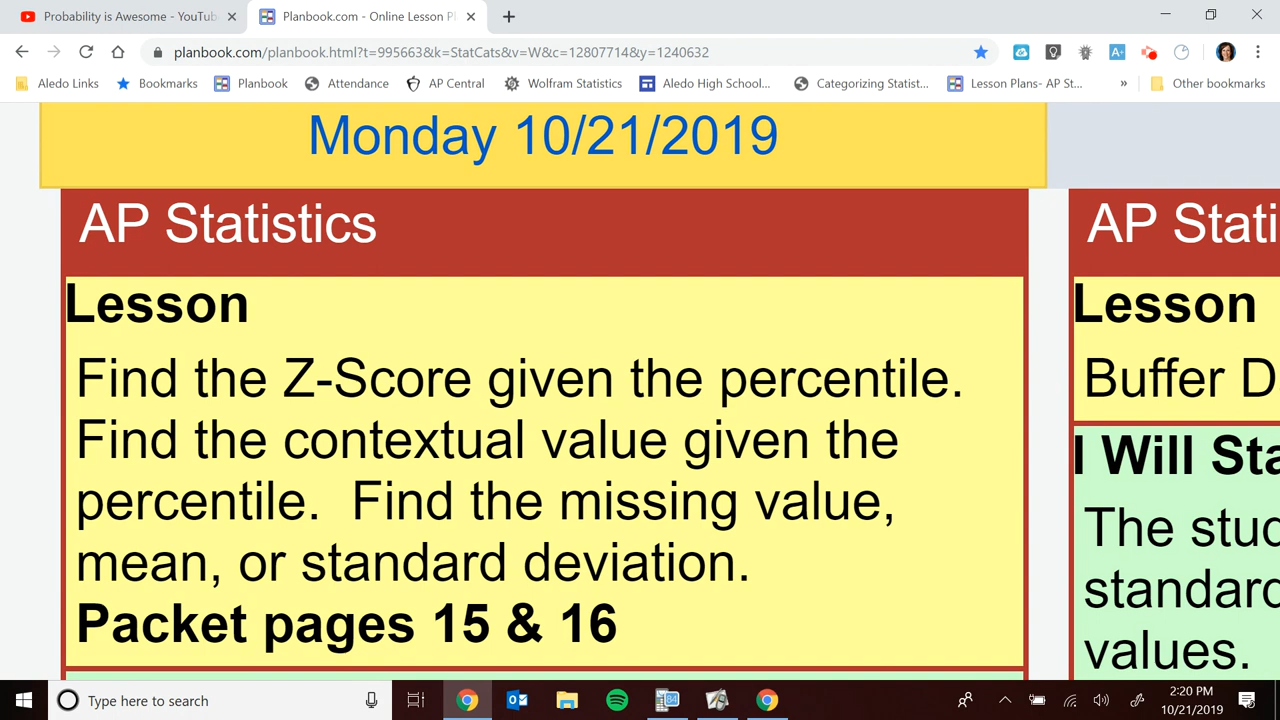 Probability is Awesome - YouTub
Planbook.com - Online Lesson Pl
planbook.com/planbook.html?t=995663&k=StatCats&v=W&c=12807714&y=1240632
Aledo Links
Bookmarks
Planbook
Attendance
AP Central
Wolfram Statistics
Aledo High School...
Categorizing Statist...
Lesson Plans- AP St...
»
Other bookmarks
Monday 10/21/2019
AP Statistics
Lesson
Find the Z-Score given the percentile.
Find the contextual value given the
percentile. Find the missing value,
mean, or standard deviation.
Packet pages 15 & 16
AP Stati
Lesson
Buffer D
I Will Sta
The stud
standard
values.
Type here to search
2:20 PM
10/21/2019